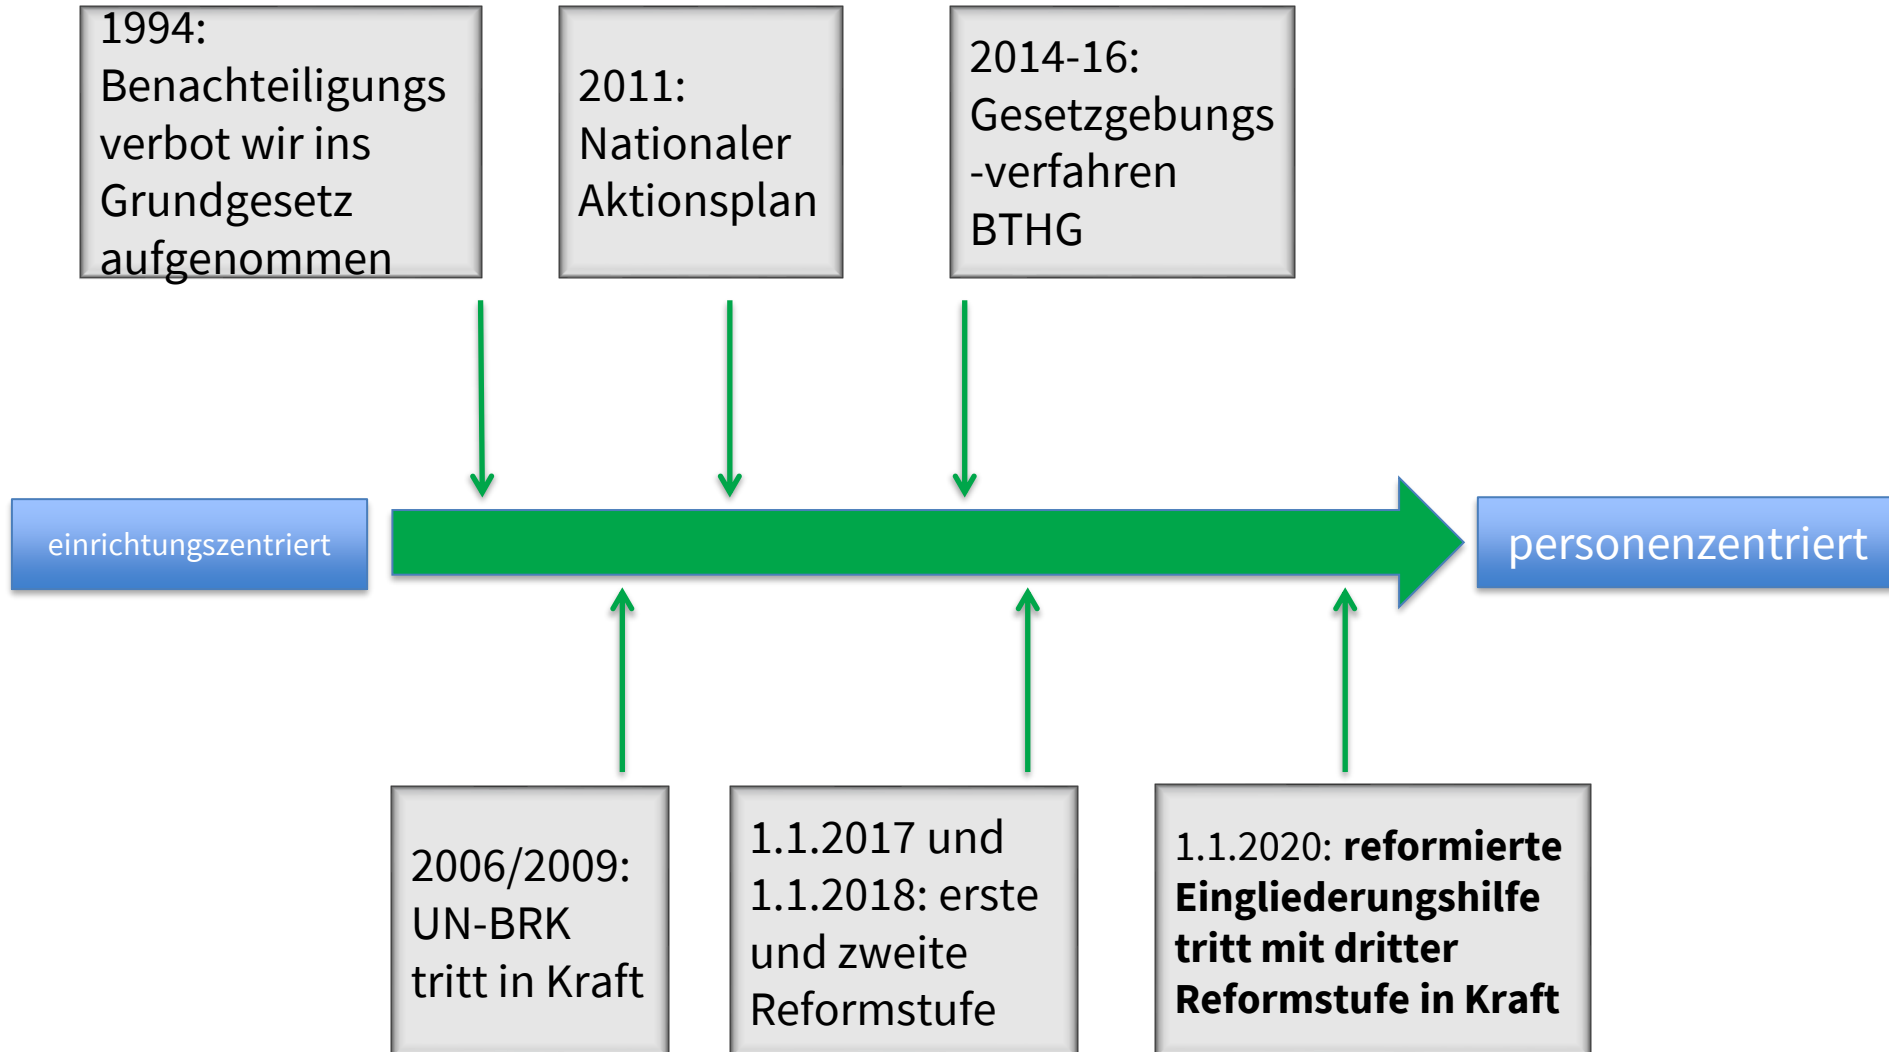 1994:
Benachteiligungs
verbot wir ins
Grundgesetz
aufgenommen
2011:
Nationaler
Aktionsplan
2014-16:
Gesetzgebungs
-verfahren
BTHG
einrichtungszentriert
personenzentriert
2006/2009:
UN-BRK
tritt in Kraft
1.1.2017 und
1.1.2018: erste
und zweite
Reformstufe
1.1.2020: reformierte
Eingliederungshilfe
tritt mit dritter
Reformstufe in Kraft